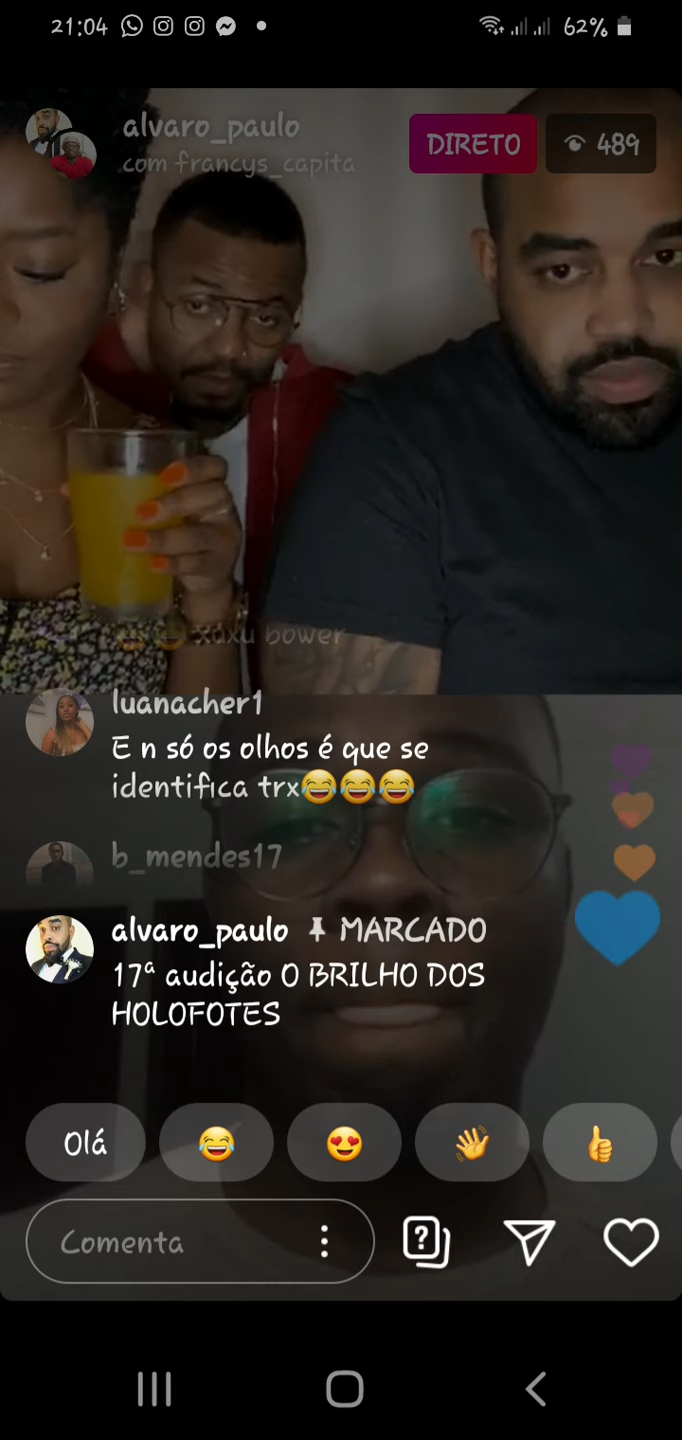 21:04
62%
alvaro_paulo
com francys_capita
DIRETO
489
xaxu bower
luanacher1
E n só os olhos é que se
identifica trx😂😂😂
b_mendes17
alvaro_paulo MARCADO
17ª audição O BRILHO DOS
HOLOFOTES
Olá
Comenta